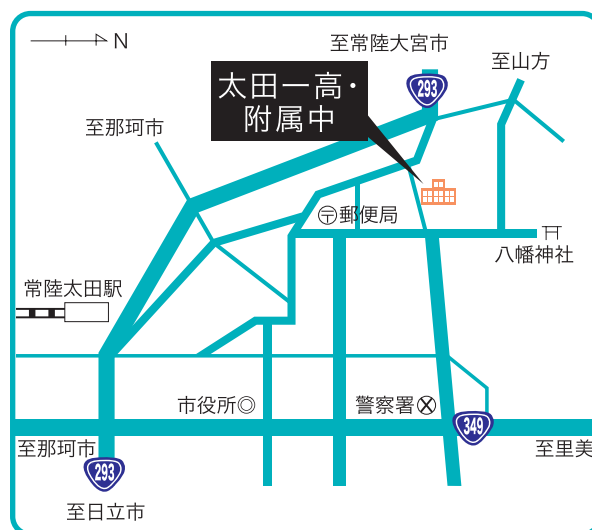 N
至常陸大宮市
至山方
293
太田一高・
附属中
至那珂市
〶郵便局
八幡神社
常陸太田駅
市役所◎
警察署
349
至那珂市
至里美
293
至日立市